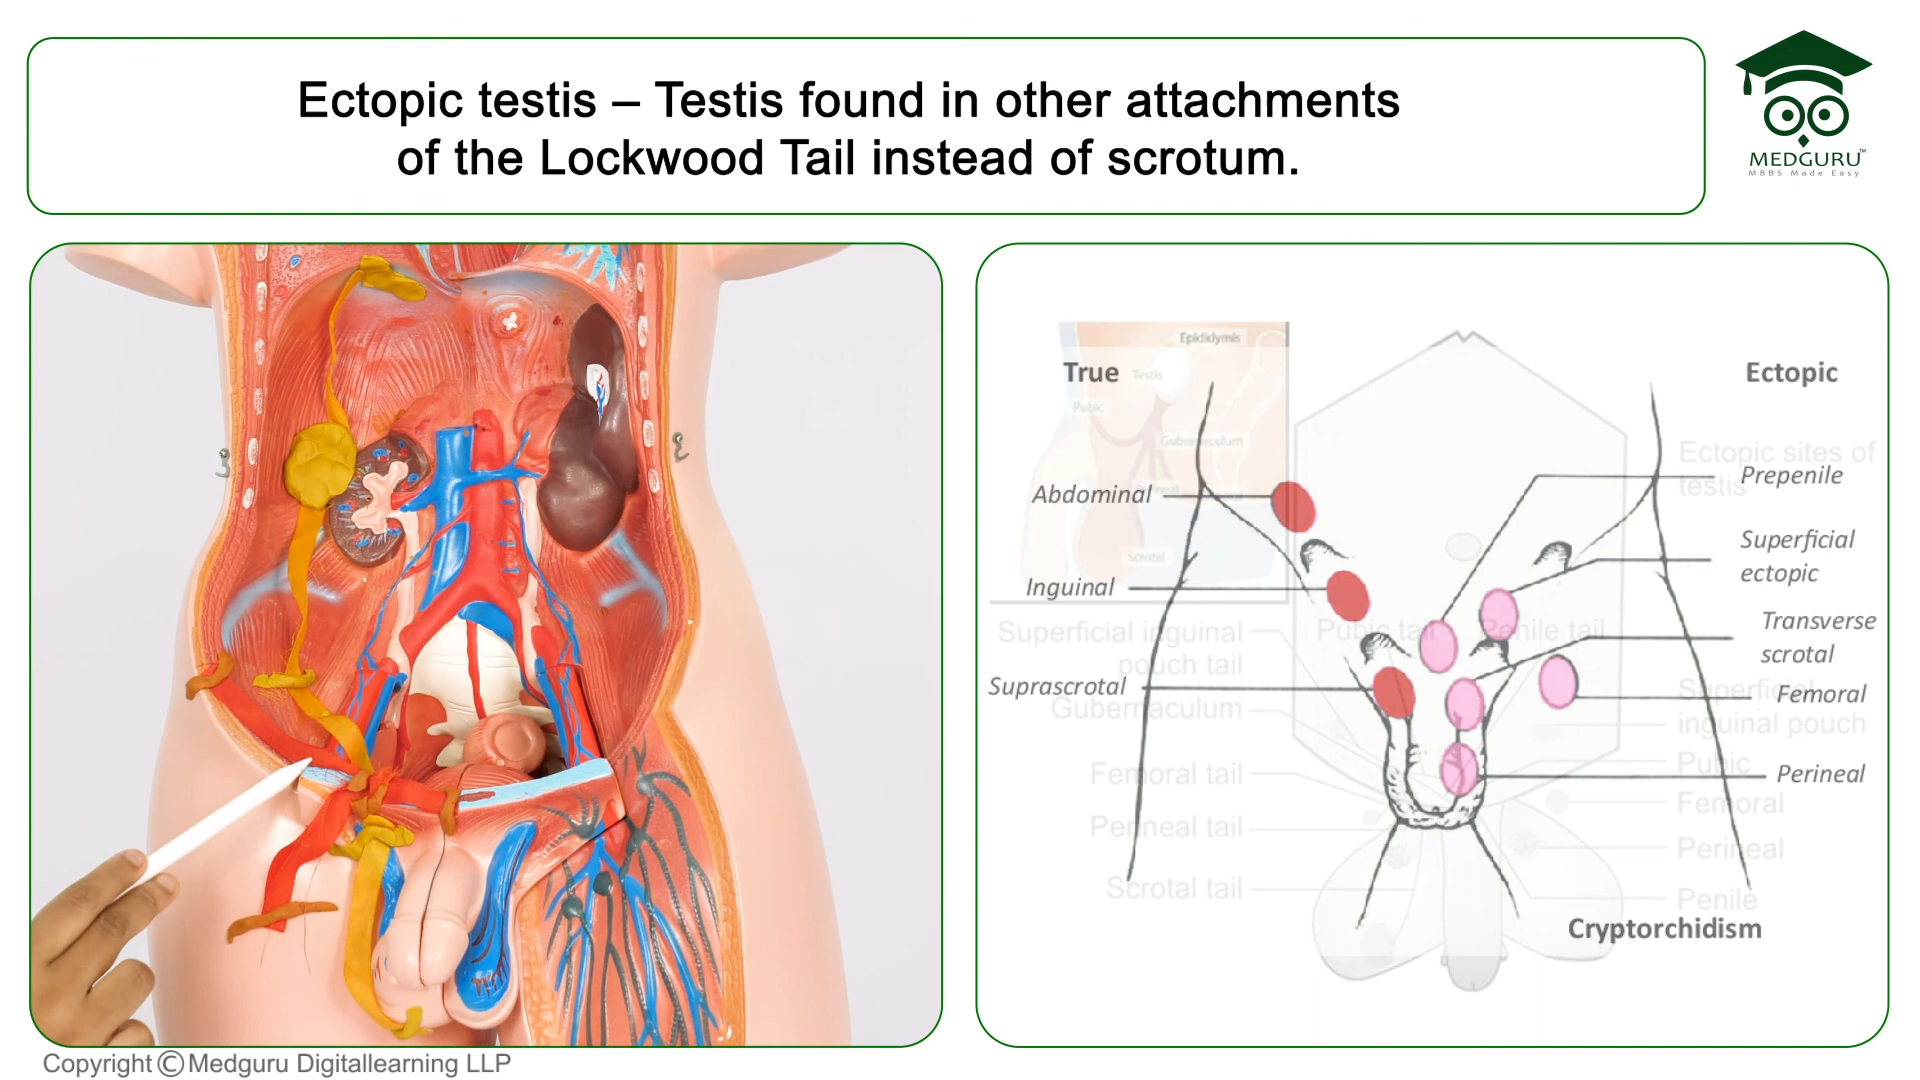 Ectopic testis – Testis found in other attachments
of the Lockwood Tail instead of scrotum.
MEDGURU™
MBBS Made Easy
True
Epididymis
Testis
Pubic
Gubernaculum
Scrotal
Abdominal
Inguinal
Suprascrotal
Superficial inguinal
pouch tail
Gubernaculum
Femoral tail
Perineal tail
Scrotal tail
Pubic tail
Penile tail
Ectopic
Ectopic sites of
testis
Prepenile
Superficial
ectopic
Transverse
scrotal
Femoral
Perineal
Superficial
inguinal pouch
Pubic
Femoral
Perineal
Penile
Cryptorchidism
Copyright © Medguru Digitallearning LLP